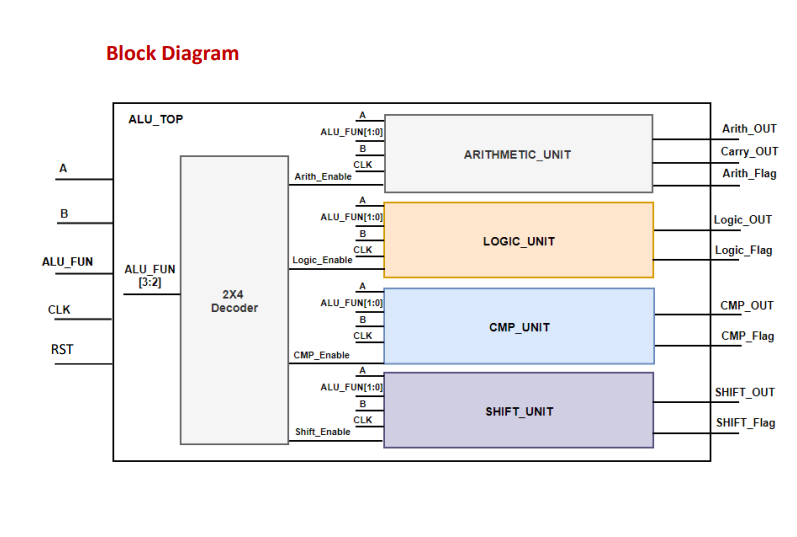 Block Diagram
ALU_TOP
A
B
ALU_FUN
CLK
RST
ALU_FUN
[3:2]
2X4
Decoder
A
ALU_FUN[1:0]
B
CLK
Arith_Enable
ARITHMETIC_UNIT
Arith_OUT
Carry_OUT
Arith_Flag
A
ALU_FUN[1:0]
B
CLK
Logic_Enable
LOGIC_UNIT
Logic_OUT
Logic_Flag
A
ALU_FUN[1:0]
B
CLK
CMP_Enable
CMP_UNIT
CMP_OUT
CMP_Flag
A
ALU_FUN[1:0]
B
CLK
Shift_Enable
SHIFT_UNIT
SHIFT_OUT
SHIFT_Flag